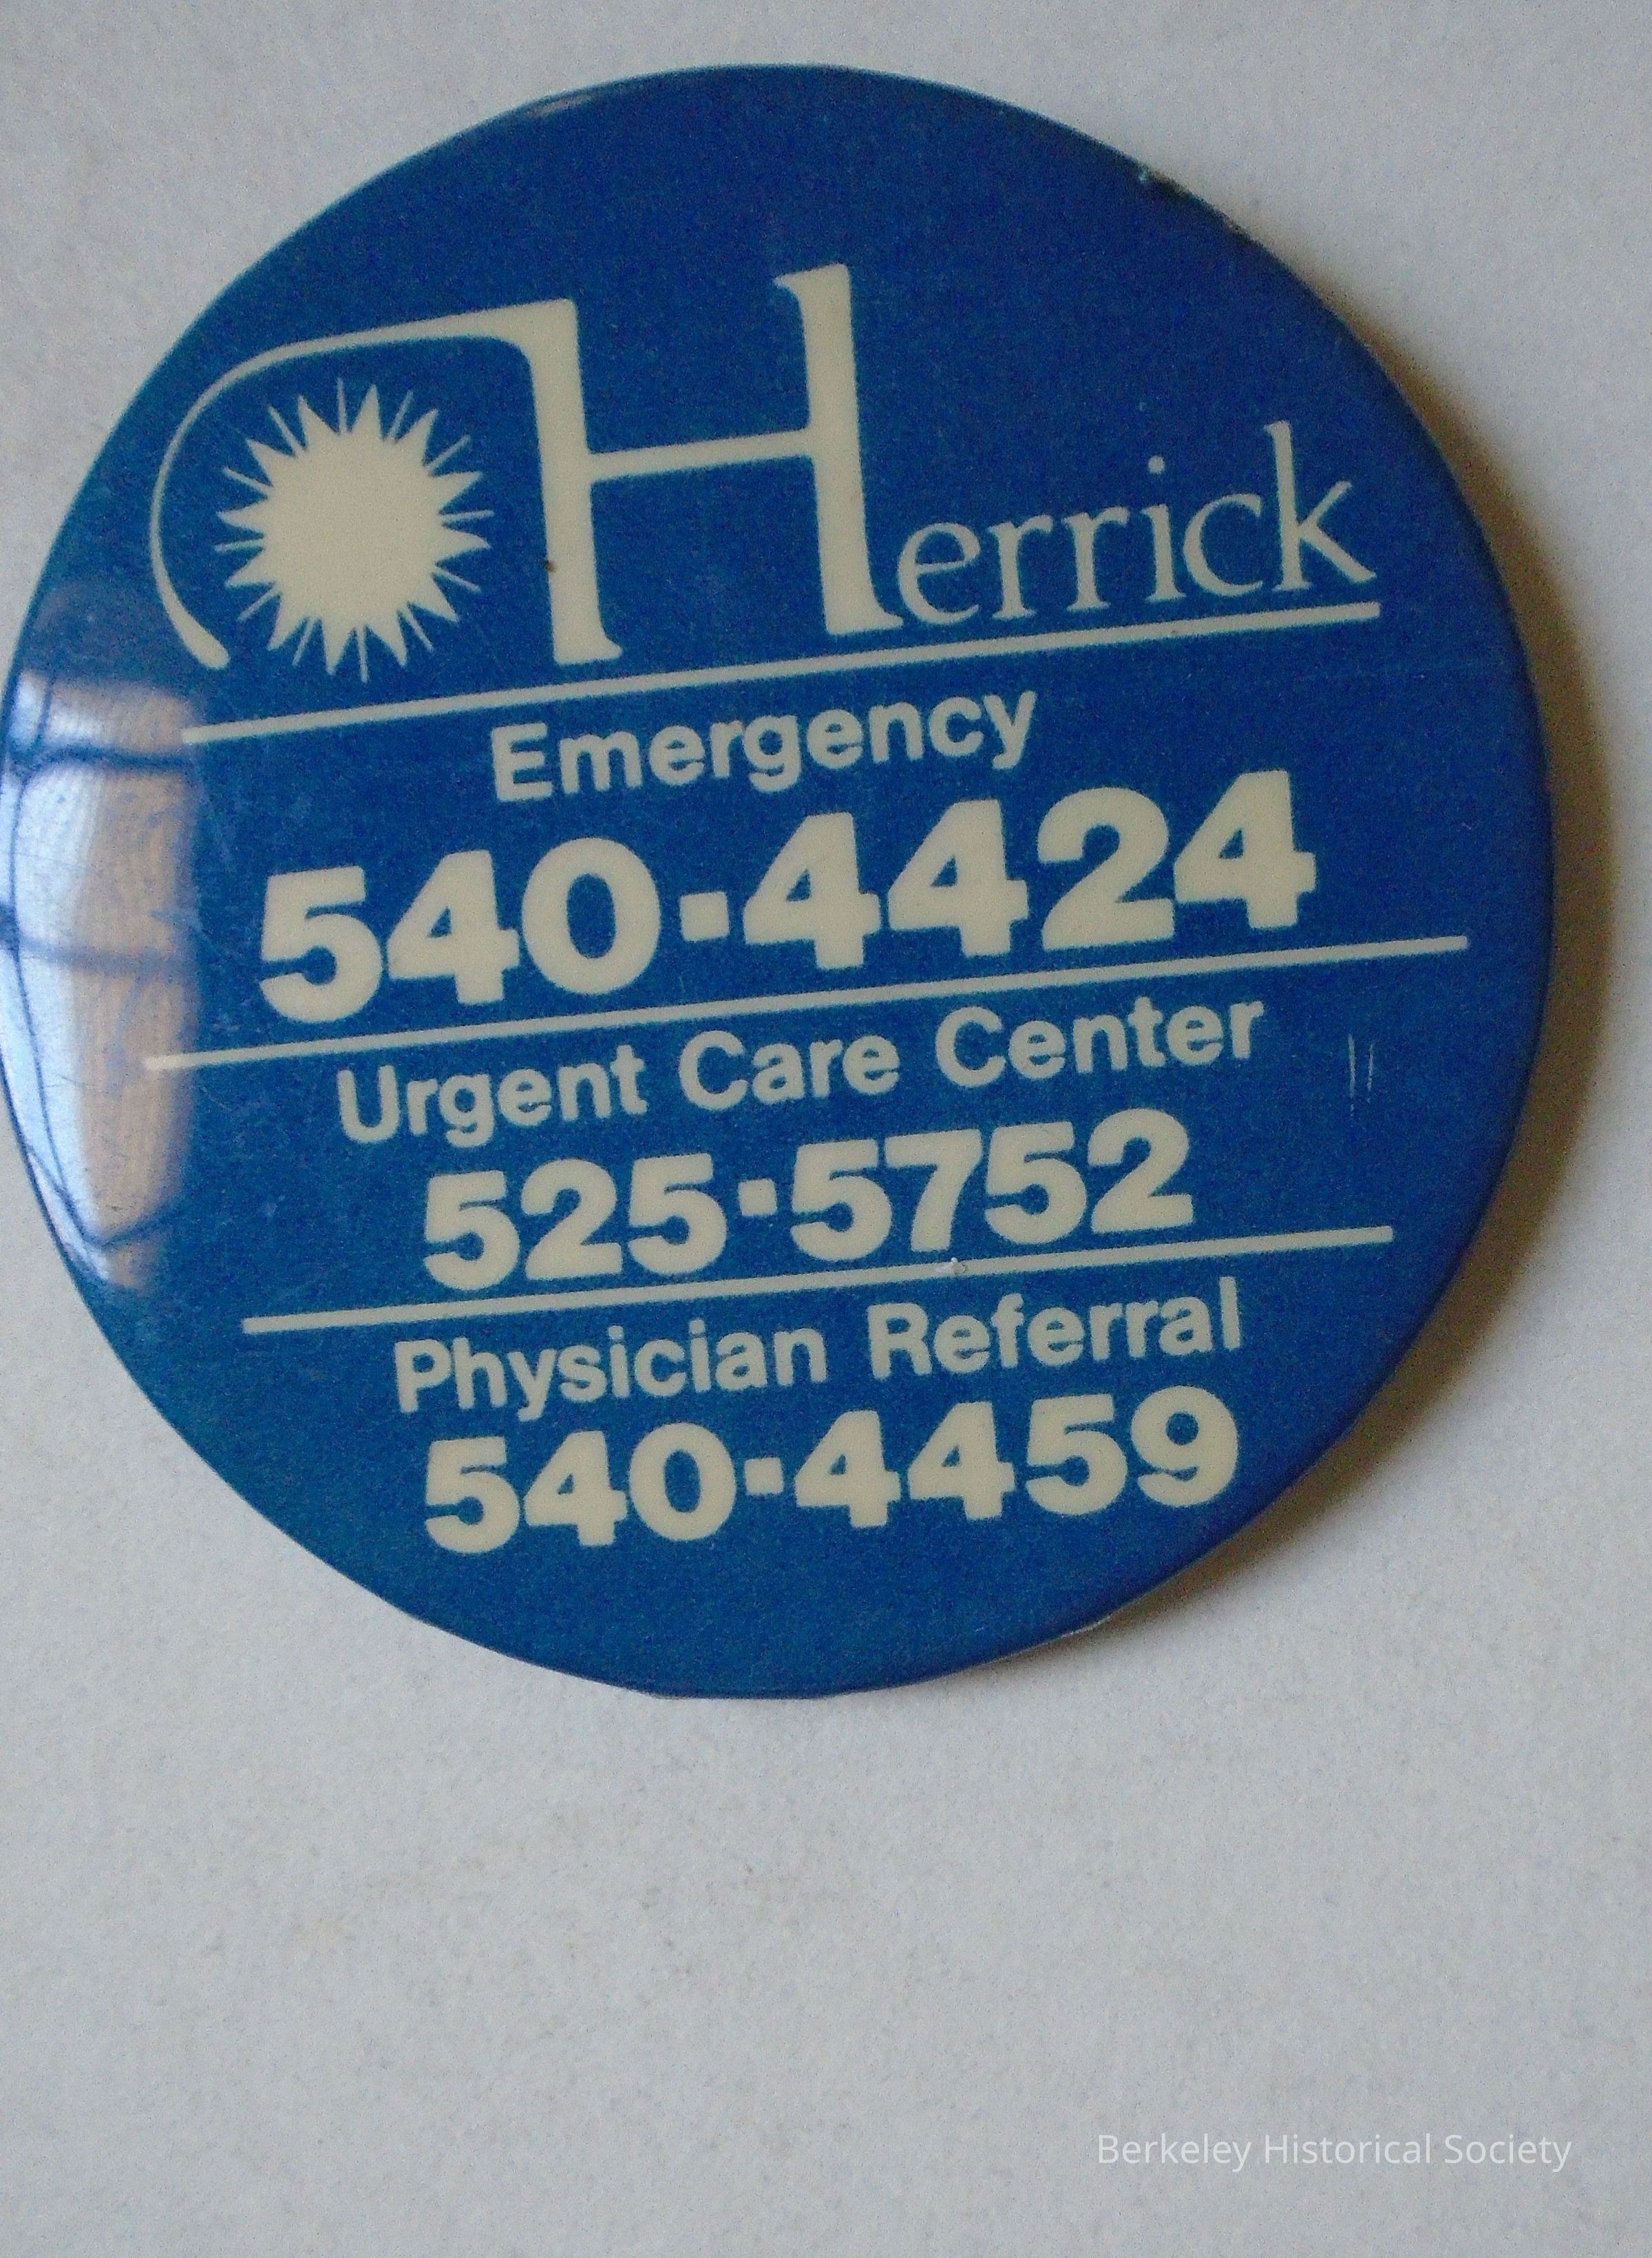 Herrick
Emergency
540-4424
Urgent Care Center
525-5752
Physician Referral
540-4459
Berkeley Historical Society